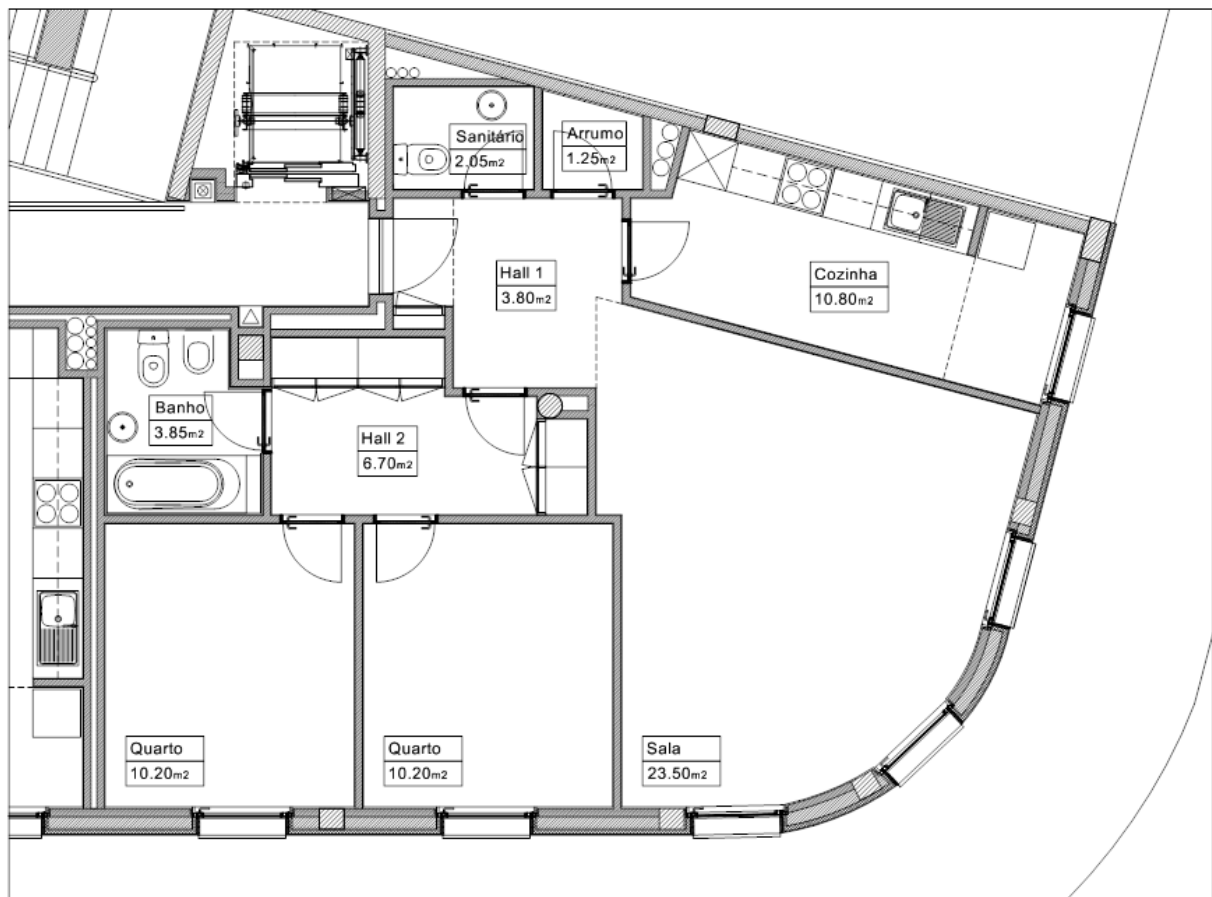 Sanitário
2.05m2
Arrumo
1.25m2
Hall 1
3.80m2
Cozinha
10.80m2
Banho
3.85m2
Hall 2
6.70m2
Quarto
10.20m2
Quarto
10.20m2
Sala
23.50m2